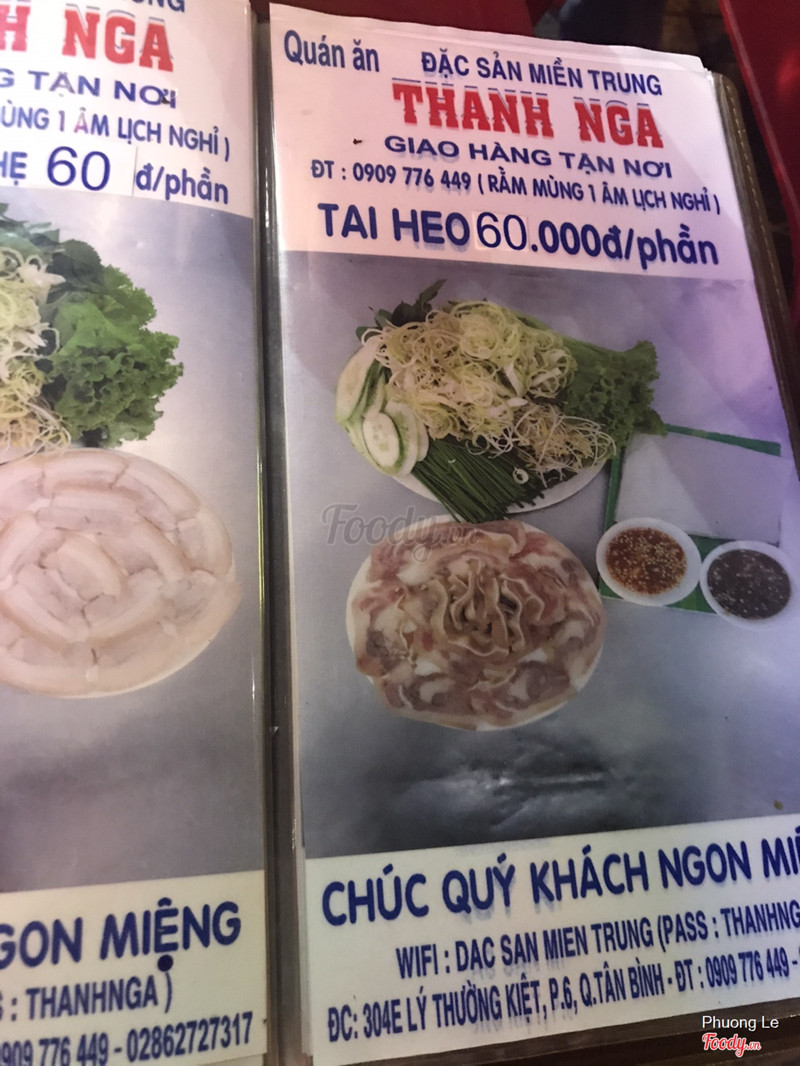 H NGA
TẬN NƠI
ÙNG 1 ÂM LỊCH NGHỈ )
HẸ 60 đ/phần
GON MIỆNG
: THANHNGA )
0909 776 449 - 02862727317
Quán ăn ĐẶC SẢN MIỀN TRUNG
THANH NGA
GIAO HÀNG TẬN NƠI
ĐT : 0909 776 449 ( RẰM MÙNG 1 ÂM LỊCH NGHỈ )
TAI HEO 60.000đ/phần
Foody.vn
CHÚC QUÝ KHÁCH NGON MIỆ
WIFI : DAC SAN MIEN TRUNG (PASS : THANHNGA
ĐC: 304E LÝ THƯỜNG KIỆT, P.6, Q.TÂN BÌNH - ĐT : 0909 776 449 -
Phuong Le
Foody.vn